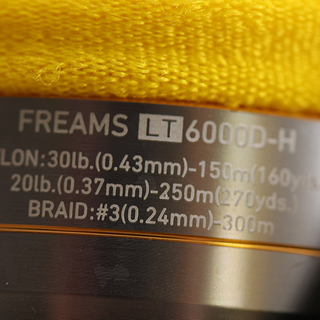 FREAMS LT 6000D-H
LON:30lb.(0.43mm)-150m(160yds.
20lb.(0.37mm)-250m(270yds.)
BRAID:#3(0.24mm)-300m